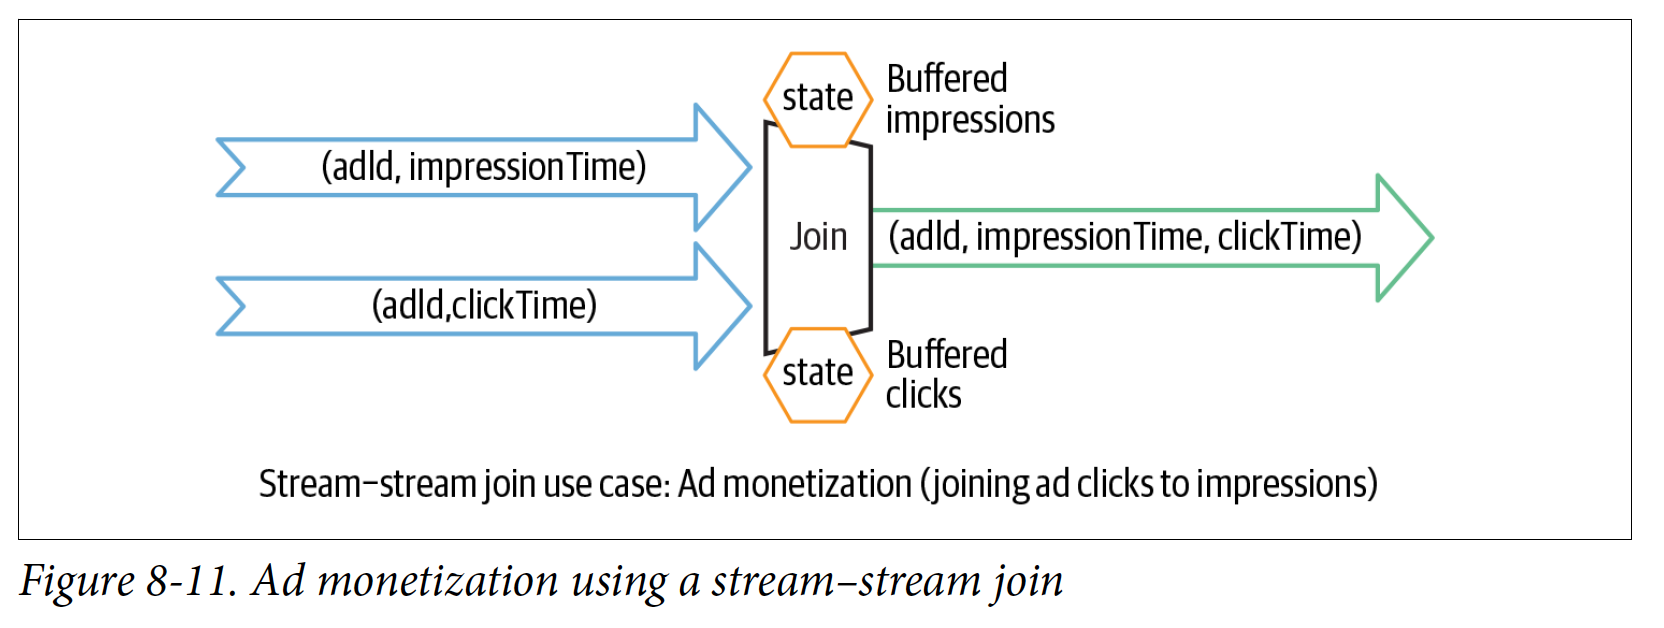 state
Buffered
impressions
(adId, impressionTime)
Join
(adId, impressionTime, clickTime)
(adId,clickTime)
state
Buffered
clicks
Stream–stream join use case: Ad monetization (joining ad clicks to impressions)
Figure 8-11. Ad monetization using a stream–stream join